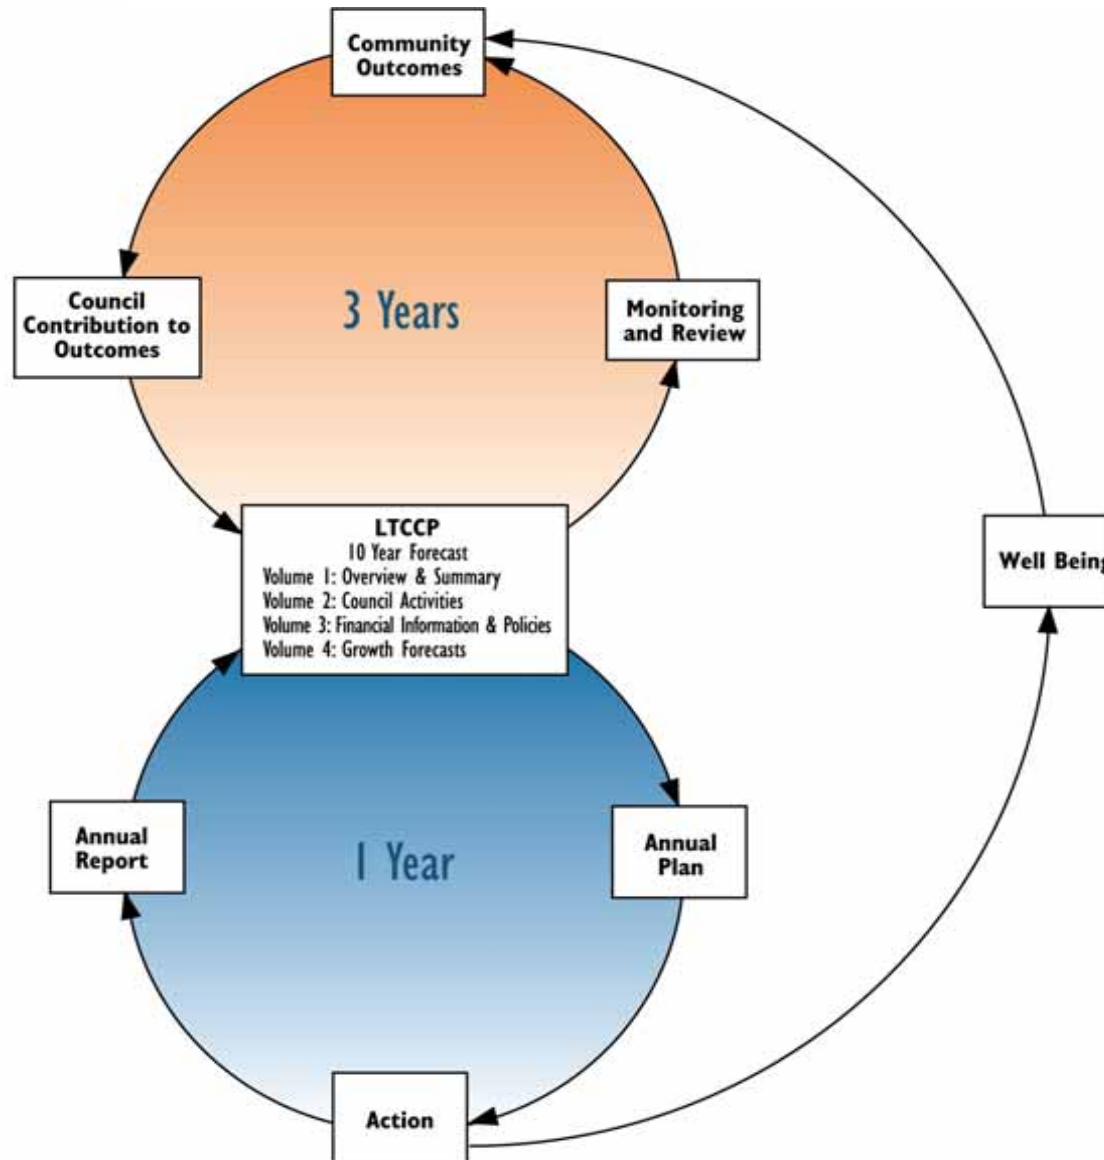 Community
Outcomes
Council
Contribution to
Outcomes
3 Years
Monitoring
and Review
LTCCP
10 Year Forecast
Volume 1: Overview & Summary
Volume 2: Council Activities
Volume 3: Financial Information & Policies
Volume 4: Growth Forecasts
Well Being
Annual
Report
1 Year
Annual
Plan
Action